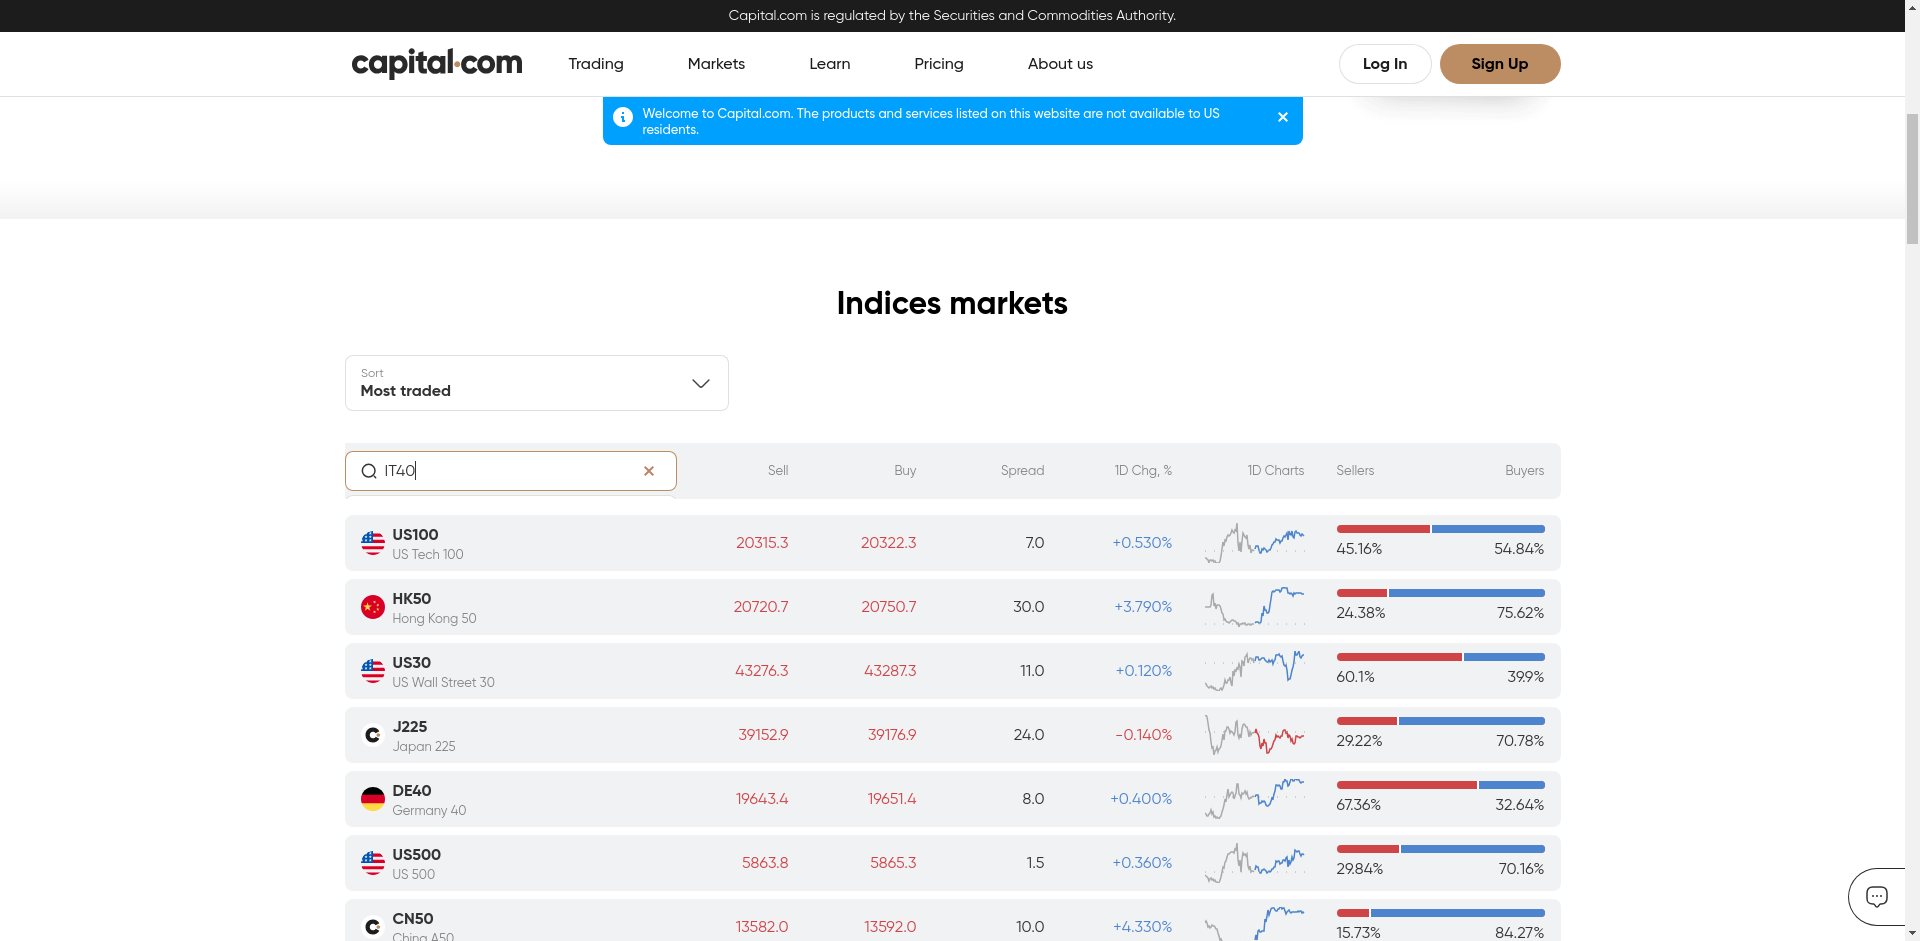 Capital.com is regulated by the Securities and Commodities Authority.
capital.com
Trading
Markets
Learn
Pricing
About us
Log In
Sign Up
Welcome to Capital.com. The products and services listed on this website are not available to US
residents.
Indices markets
Sort
Most traded
IT40
Sell
Buy
Spread
1D Chg, %
1D Charts
Sellers
Buyers
US100
US Tech 100
20315.3
20322.3
7.0
+0.530%
45.16%
54.84%
HK50
Hong Kong 50
20720.7
20750.7
30.0
+3.790%
24.38%
75.62%
US30
US Wall Street 30
43276.3
43287.3
11.0
+0.120%
60.1%
39.9%
J225
Japan 225
39152.9
39176.9
24.0
-0.140%
29.22%
70.78%
DE40
Germany 40
19643.4
19651.4
8.0
+0.400%
67.36%
32.64%
US500
US 500
5863.8
5865.3
1.5
+0.360%
29.84%
70.16%
CN50
China A50
13582.0
13592.0
10.0
+4.330%
15.73%
84.27%